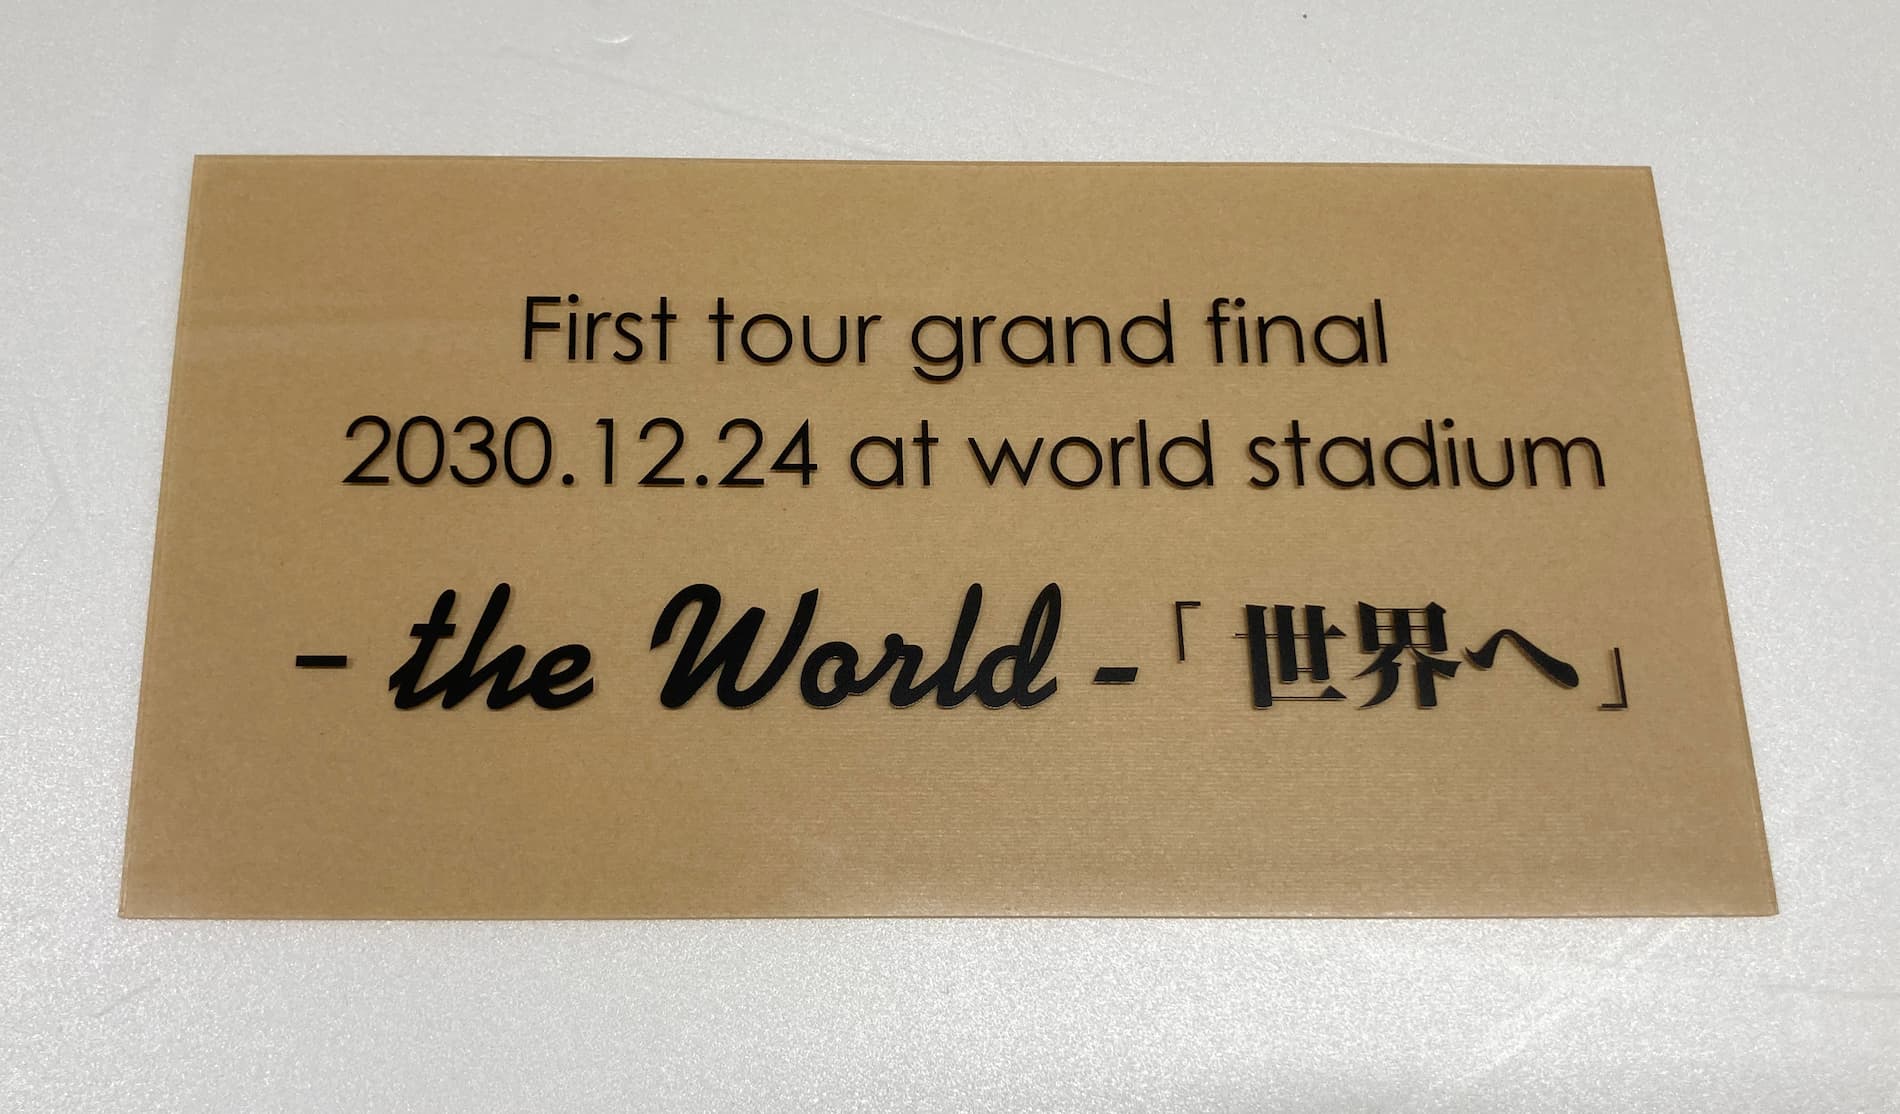 First tour grand final
2030.12.24 at world stadium
- the World -「世界へ」